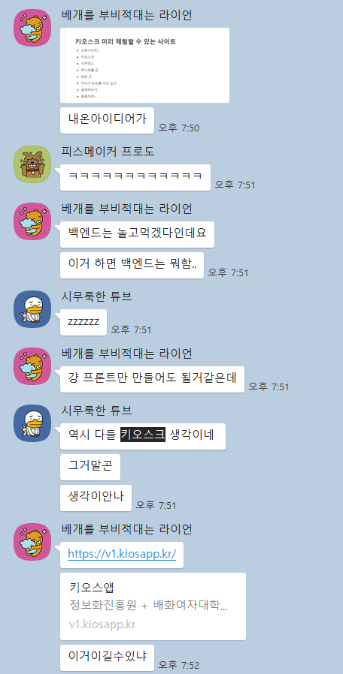 베개를 부비적대는 라이언
키오스크 미리 체험할 수 있는 사이트
내온아이디어가
오후 7:50
피스메이커 프로도
ㅋㅋㅋㅋㅋㅋㅋㅋㅋㅋㅋㅋ
오후 7:51
베개를 부비적대는 라이언
백엔드는 놀고먹겠다인데요
이거 하면 백엔드는 뭐함..
오후 7:51
시무룩한 튜브
zzzzzz
오후 7:51
베개를 부비적대는 라이언
걍 프론트만 만들어도 될거같은데
오후 7:51
시무룩한 튜브
역시 다들 키오스크 생각이네
그거말곤
생각이안나
오후 7:51
베개를 부비적대는 라이언
https://v1.kiosapp.kr/
키오스앱
정보화진흥원 + 배화여자대학...
v1.kiosapp.kr
이거이길수있냐
오후 7:52